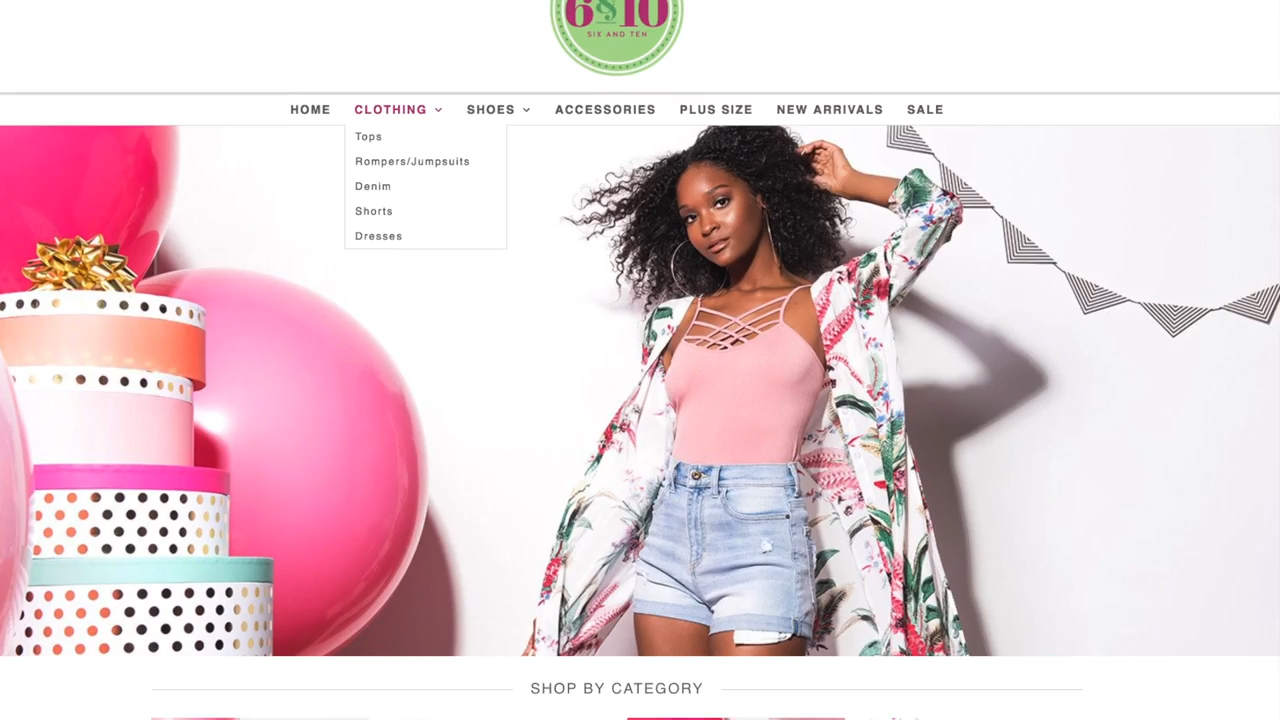 6&10
SIX AND TEN
HOME CLOTHING SHOES ACCESSORIES PLUS SIZE NEW ARRIVALS SALE
Tops
Rompers/Jumpsuits
Denim
Shorts
Dresses
SHOP BY CATEGORY